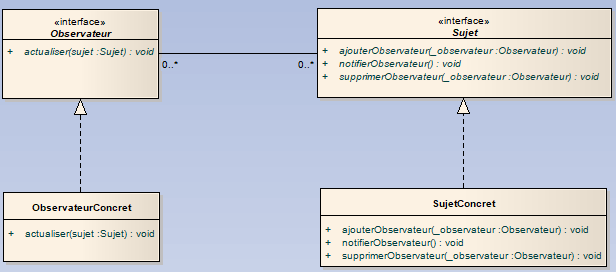 «interface»
Observateur
+ actualiser(sujet :Sujet) : void
0..*
0..*
«interface»
Sujet
+ ajouterObservateur(_observateur :Observateur) : void
+ notifierObservateur() : void
+ supprimerObservateur(_observateur :Observateur) : void
ObservateurConcret
+ actualiser(sujet :Sujet) : void
SujetConcret
+ ajouterObservateur(_observateur :Observateur) : void
+ notifierObservateur() : void
+ supprimerObservateur(_observateur :Observateur) : void